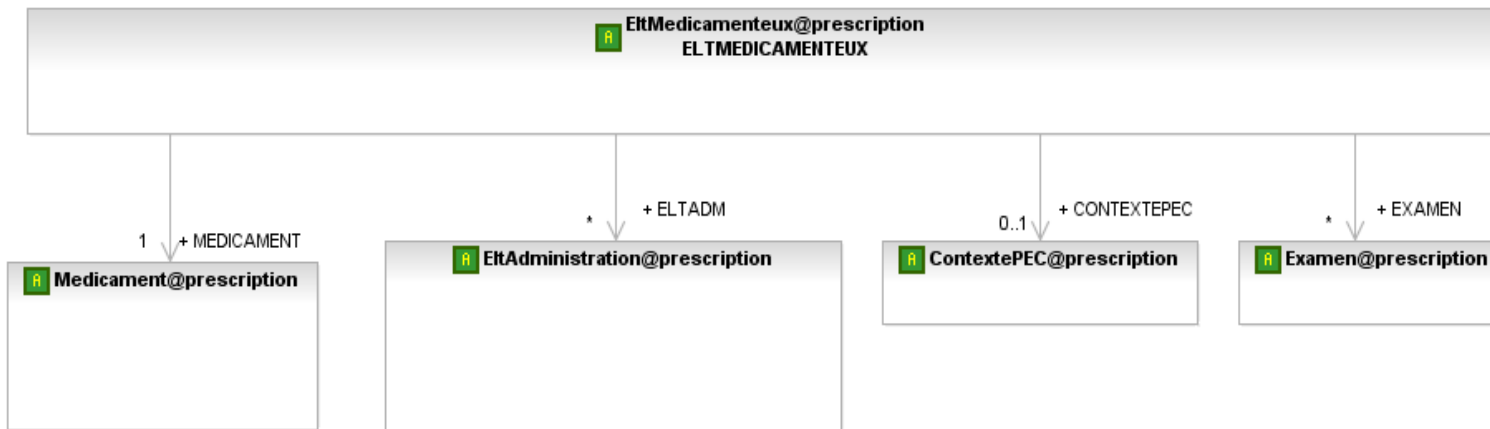 A EltMedicamenteux@prescription
ELTMEDICAMENTEUX
1 + MEDICAMENT
* + ELTADM
0..1 + CONTEXTEPEC
* + EXAMEN
A Medicament@prescription
A EltAdministration@prescription
A ContextePEC@prescription
A Examen@prescription